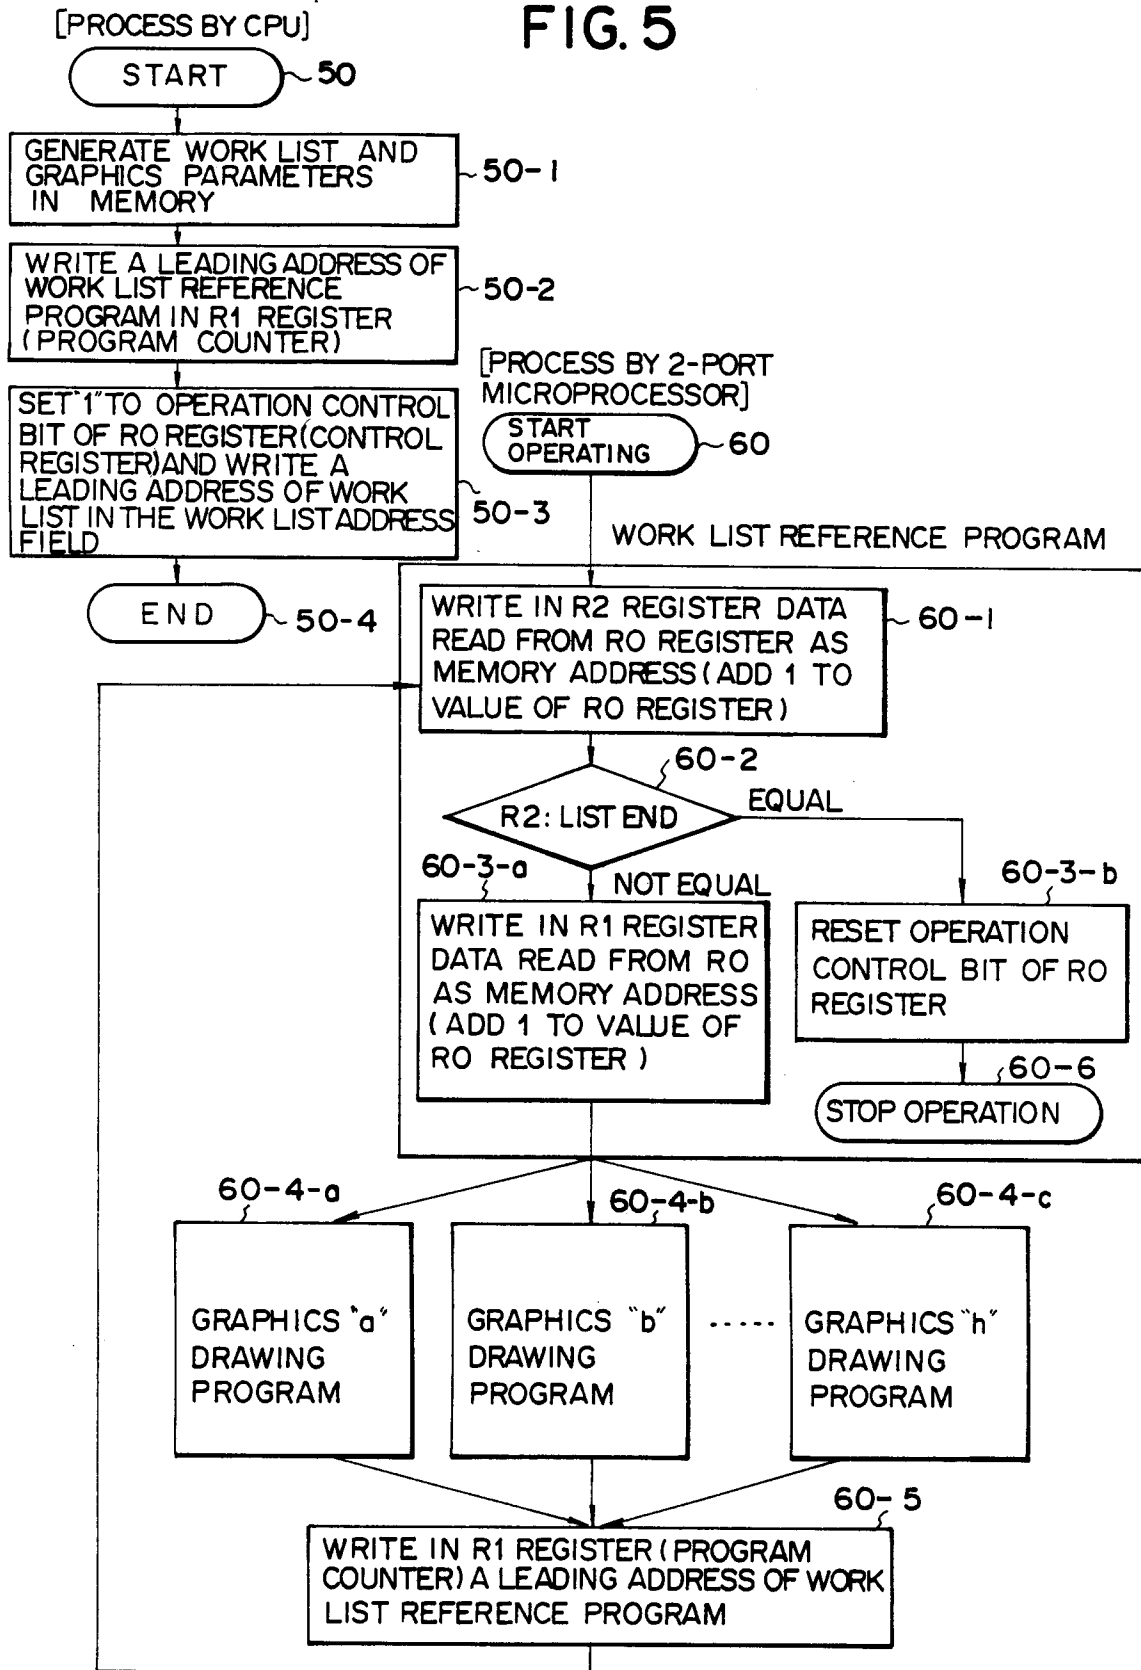 FIG. 5
[PROCESS BY CPU]
START
50
GENERATE WORK LIST AND
GRAPHICS PARAMETERS
IN MEMORY
50-1
WRITE A LEADING ADDRESS OF
WORK LIST REFERENCE
PROGRAM IN R1 REGISTER
(PROGRAM COUNTER)
50-2
SET "1" TO OPERATION CONTROL
BIT OF RO REGISTER (CONTROL
REGISTER) AND WRITE A
LEADING ADDRESS OF WORK
LIST IN THE WORK LIST ADDRESS
FIELD
50-3
END
50-4
[PROCESS BY 2-PORT
MICROPROCESSOR]
START
OPERATING
60
WORK LIST REFERENCE PROGRAM
WRITE IN R2 REGISTER DATA
READ FROM RO REGISTER AS
MEMORY ADDRESS (ADD 1 TO
VALUE OF RO REGISTER)
60-1
60-2
R2: LIST END
EQUAL
NOT EQUAL
60-3-a
WRITE IN R1 REGISTER
DATA READ FROM RO
AS MEMORY ADDRESS
(ADD 1 TO VALUE OF
RO REGISTER)
60-3-b
RESET OPERATION
CONTROL BIT OF RO
REGISTER
60-6
STOP OPERATION
60-4-a
GRAPHICS "a"
DRAWING
PROGRAM
60-4-b
GRAPHICS "b"
DRAWING
PROGRAM
.....
60-4-c
GRAPHICS "h"
DRAWING
PROGRAM
60-5
WRITE IN R1 REGISTER (PROGRAM
COUNTER) A LEADING ADDRESS OF WORK
LIST REFERENCE PROGRAM